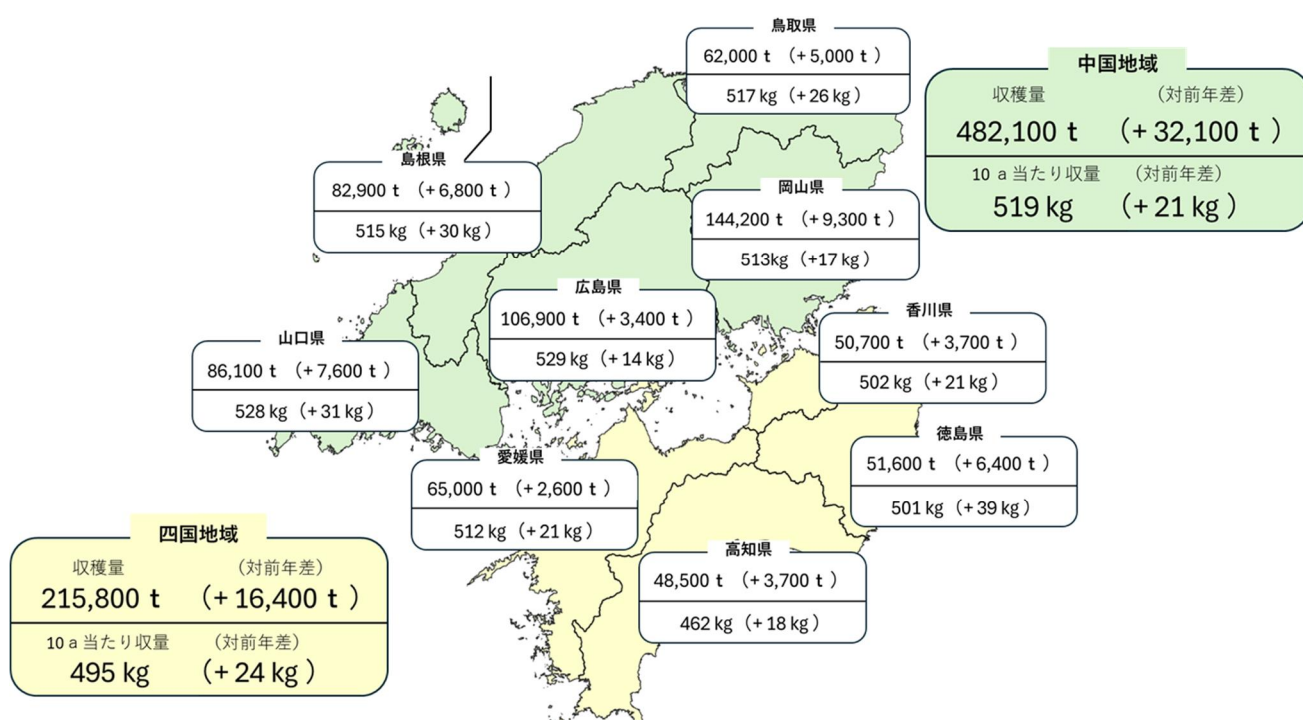 鳥取県
62,000 t （+5,000 t ）
517 kg（+26 kg）
中国地域
収穫量 （対前年差）
482,100 t （+32,100 t ）
10 a 当たり収量 （対前年差）
519 kg （+21 kg ）
島根県
82,900 t （+6,800 t ）
515 kg（+30 kg ）
岡山県
144,200 t （+9,300 t ）
513kg（+17 kg ）
広島県
106,900 t （+3,400 t ）
529 kg（+14 kg）
香川県
50,700 t （+3,700 t ）
502 kg（+21 kg）
山口県
86,100 t （+7,600 t ）
528 kg（+31 kg）
徳島県
51,600 t （+6,400 t ）
501 kg（+39 kg）
愛媛県
65,000 t （+2,600 t ）
512 kg（+21 kg）
高知県
48,500 t （+3,700 t ）
462 kg（+18 kg）
四国地域
収穫量 （対前年差）
215,800 t （+16,400 t ）
10 a 当たり収量 （対前年差）
495 kg （+24 kg ）